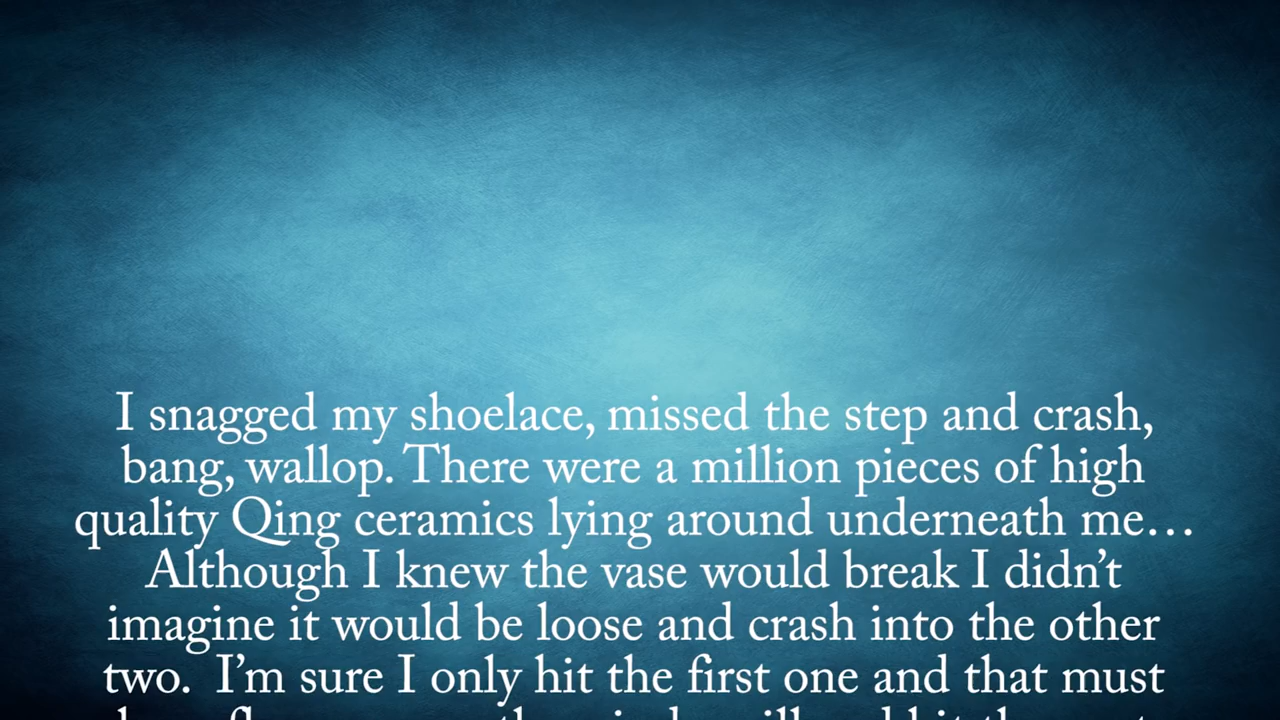 I snagged my shoelace, missed the step and crash,
bang, wallop. There were a million pieces of high
quality Qing ceramics lying around underneath me…
Although I knew the vase would break I didn’t
imagine it would be loose and crash into the other
two.  I’m sure I only hit the first one and that must